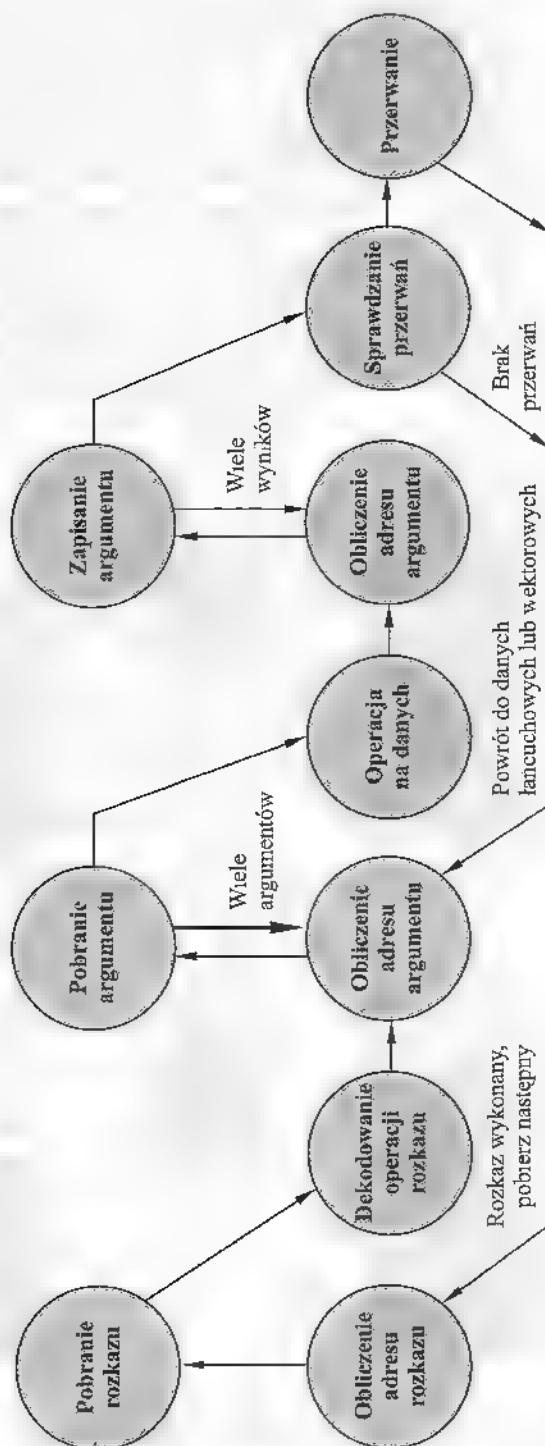 Pobranie
rozkazu
Pobranie
argumentu
Zapisanie
argumentu
Wiele
argumentów
Wiele
wyników
Obliczenie
adresu
rozkazu
Dekodowanie
operacji
rozkazu
Obliczenie
adresu
argumentu
Operacja
na danych
Obliczenie
adresu
argumentu
Sprawdzanie
przerwań
Przerwanie
Rozkaz wykonany,
pobierz następny
Powrót do danych
łancuchowych lub wektorowych
Brak
przerwań